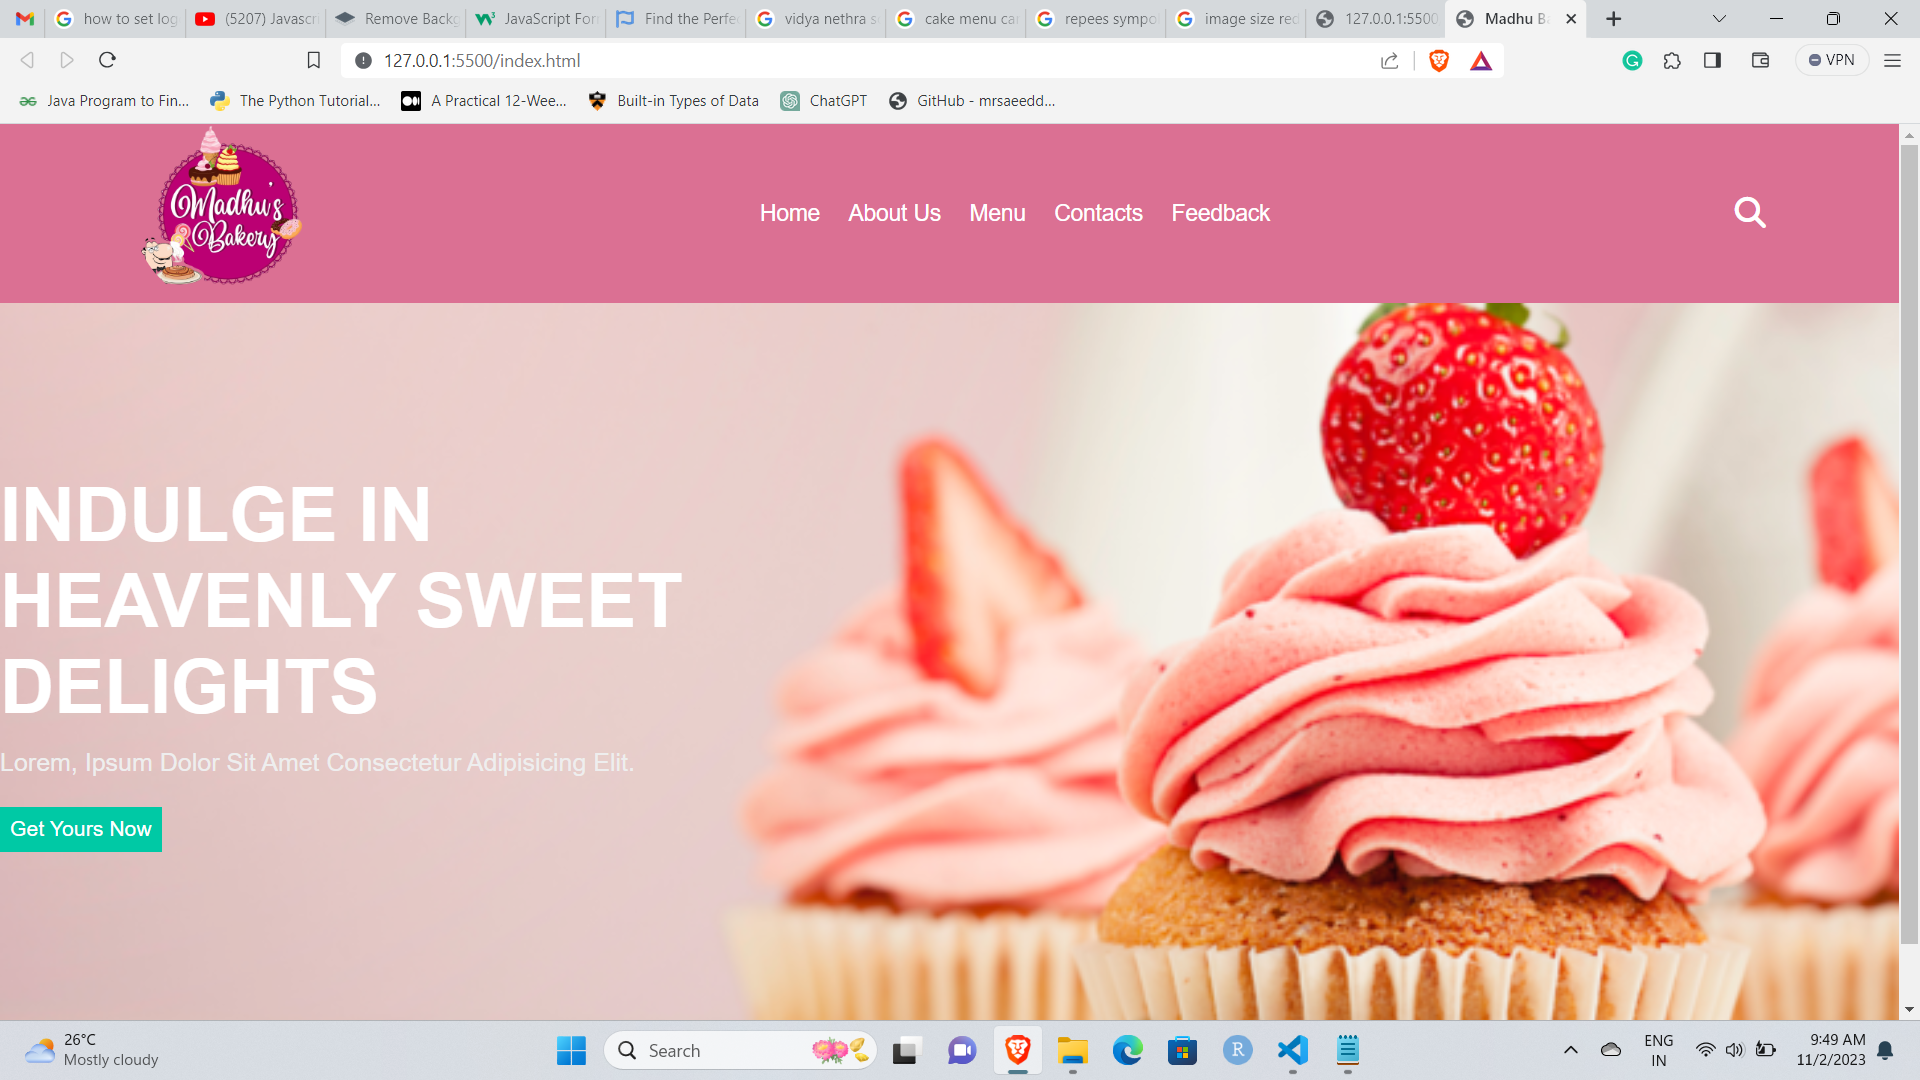 how to set log
(5207) Javascr
Remove Backg
JavaScript For
Find the Perfe
vidya nethra s
cake menu car
repees sympo
image size red
127.0.0.1:5500
Madhu Ba
127.0.0.1:5500/index.html
VPN
Java Program to Fin...
The Python Tutorial...
A Practical 12-Wee...
Built-in Types of Data
ChatGPT
GitHub - mrsaeedd...
Madhu's
Bakery
Home
About Us
Menu
Contacts
Feedback
INDULGE IN
HEAVENLY SWEET
DELIGHTS
Lorem, Ipsum Dolor Sit Amet Consectetur Adipisicing Elit.
Get Yours Now
26°C
Mostly cloudy
Search
ENG
IN
9:49 AM
11/2/2023